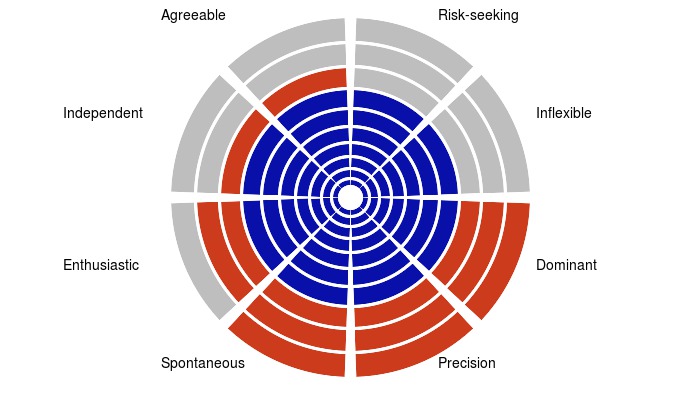 Agreeable
Risk-seeking
Independent
Inflexible
Enthusiastic
Dominant
Spontaneous
Precision